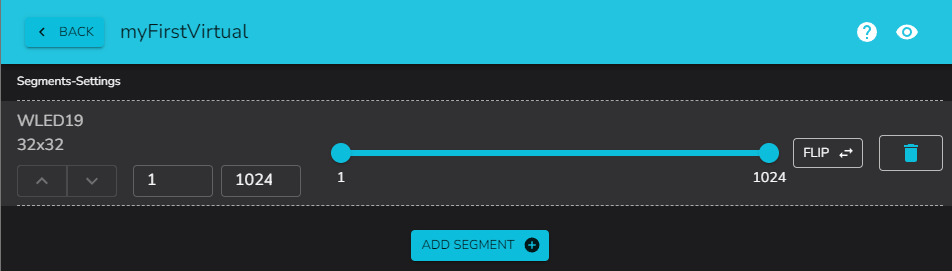 BACK myFirstVirtual
Segments-Settings
WLED19
32x32
1 1024
1 1024
FLIP
ADD SEGMENT